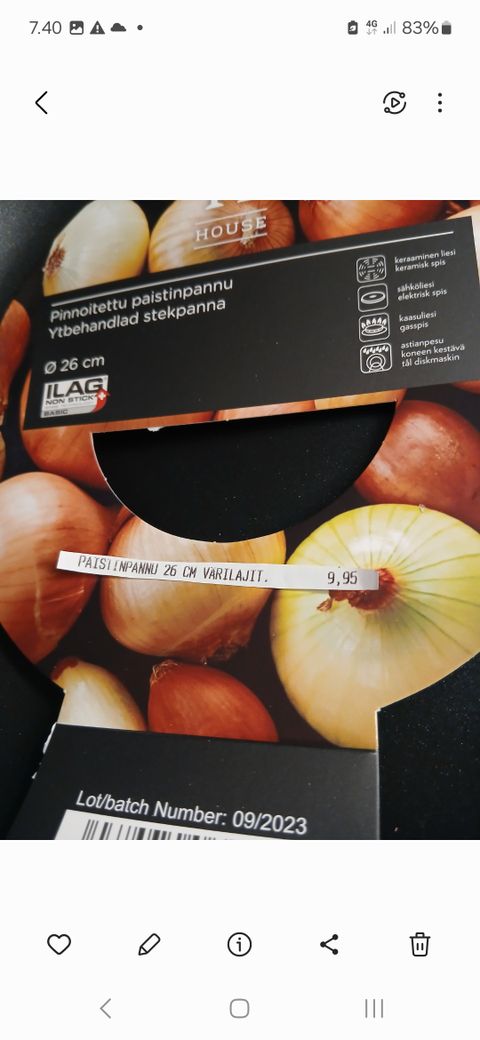 7.40
4G
83%
HOUSE
Pinnoitettu paistinpannu
Ytbehandlad stekpanna
Ø 26 cm
ILAG
NON STICK
BASIC
keraaminen liesi
keramisk spis
sähköliesi
elektrisk spis
kaasuliesi
gasspis
astianpesu
koneen kestävä
tål diskmaskin
PAISTINPANNU 26 CM VÄRILAJIT. 9,95
Lot/batch Number: 09/2023